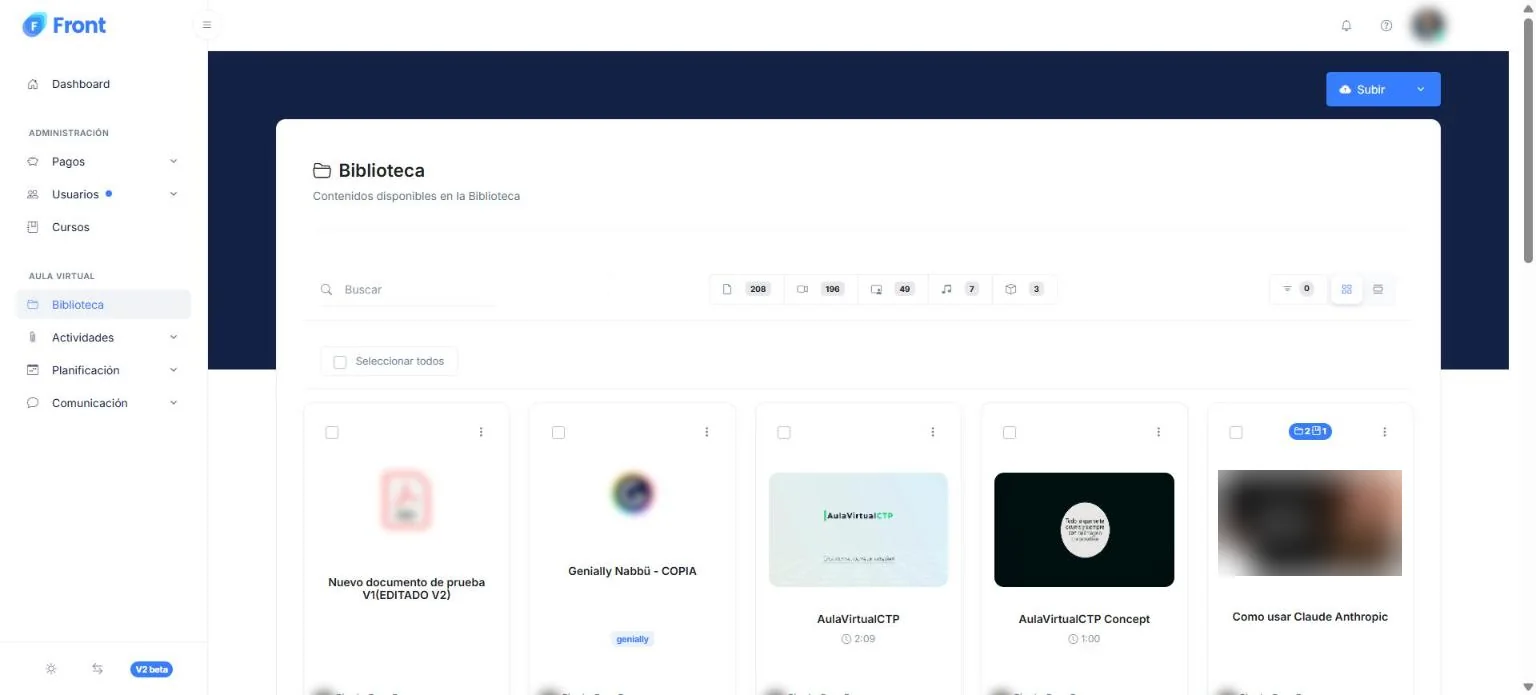 Front
Dashboard
Subir
ADMINISTRACIÓN
Pagos
Usuarios
Cursos
AULA VIRTUAL
Biblioteca
Actividades
Planificación
Comunicación
V2 beta
Biblioteca
Contenidos disponibles en la Biblioteca
Buscar
208 196 49 7 3
0
Seleccionar todos
Nuevo documento de prueba
V1(EDITADO V2)
Genially Nabbü - COPIA
genially
AulaVirtualCTP
AulaVirtualCTP
2:09
AulaVirtualCTP Concept
1:00
2 1
Como usar Claude Anthropic